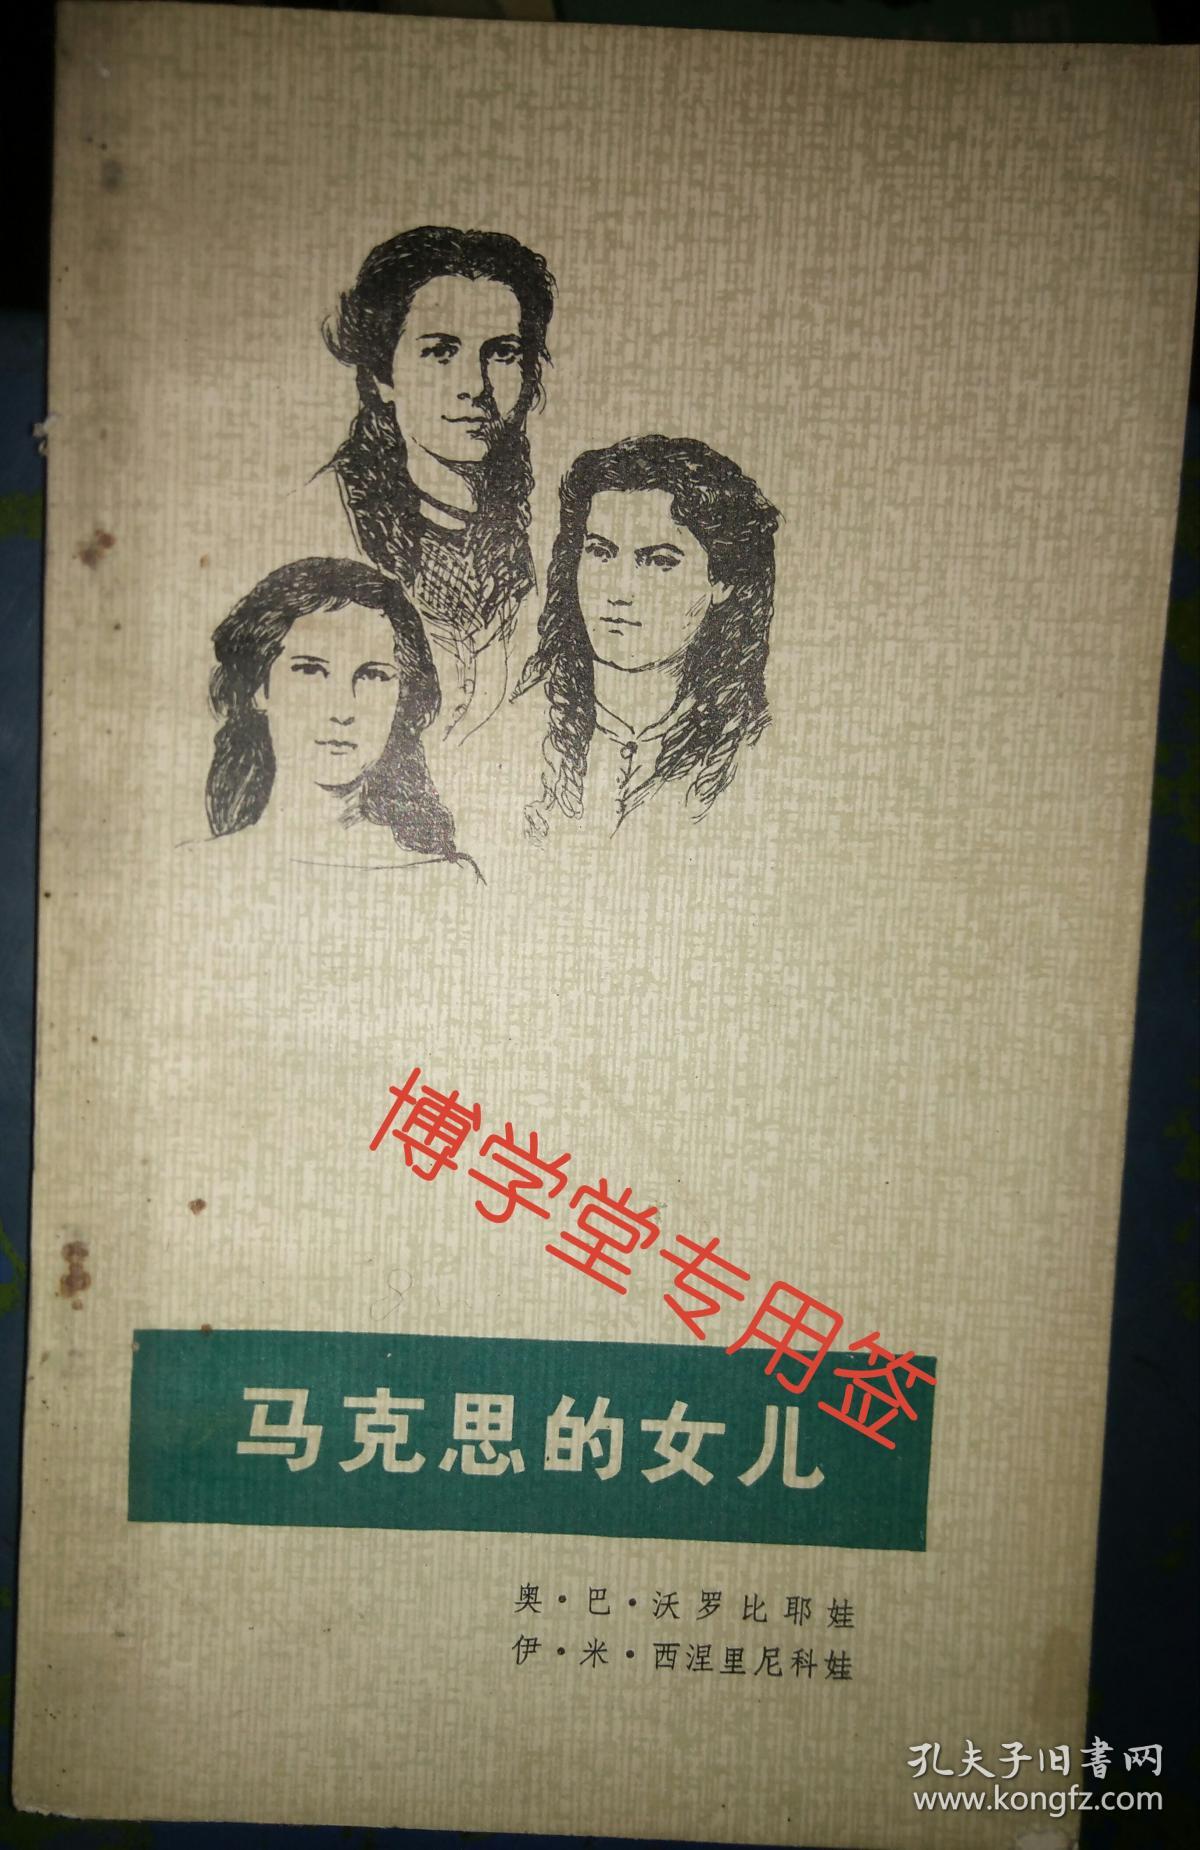 博学堂专用签
马克思的女儿
奥·巴·沃罗比耶娃
伊·米·西涅里尼科娃
孔夫子旧書网
www.kongfz.com